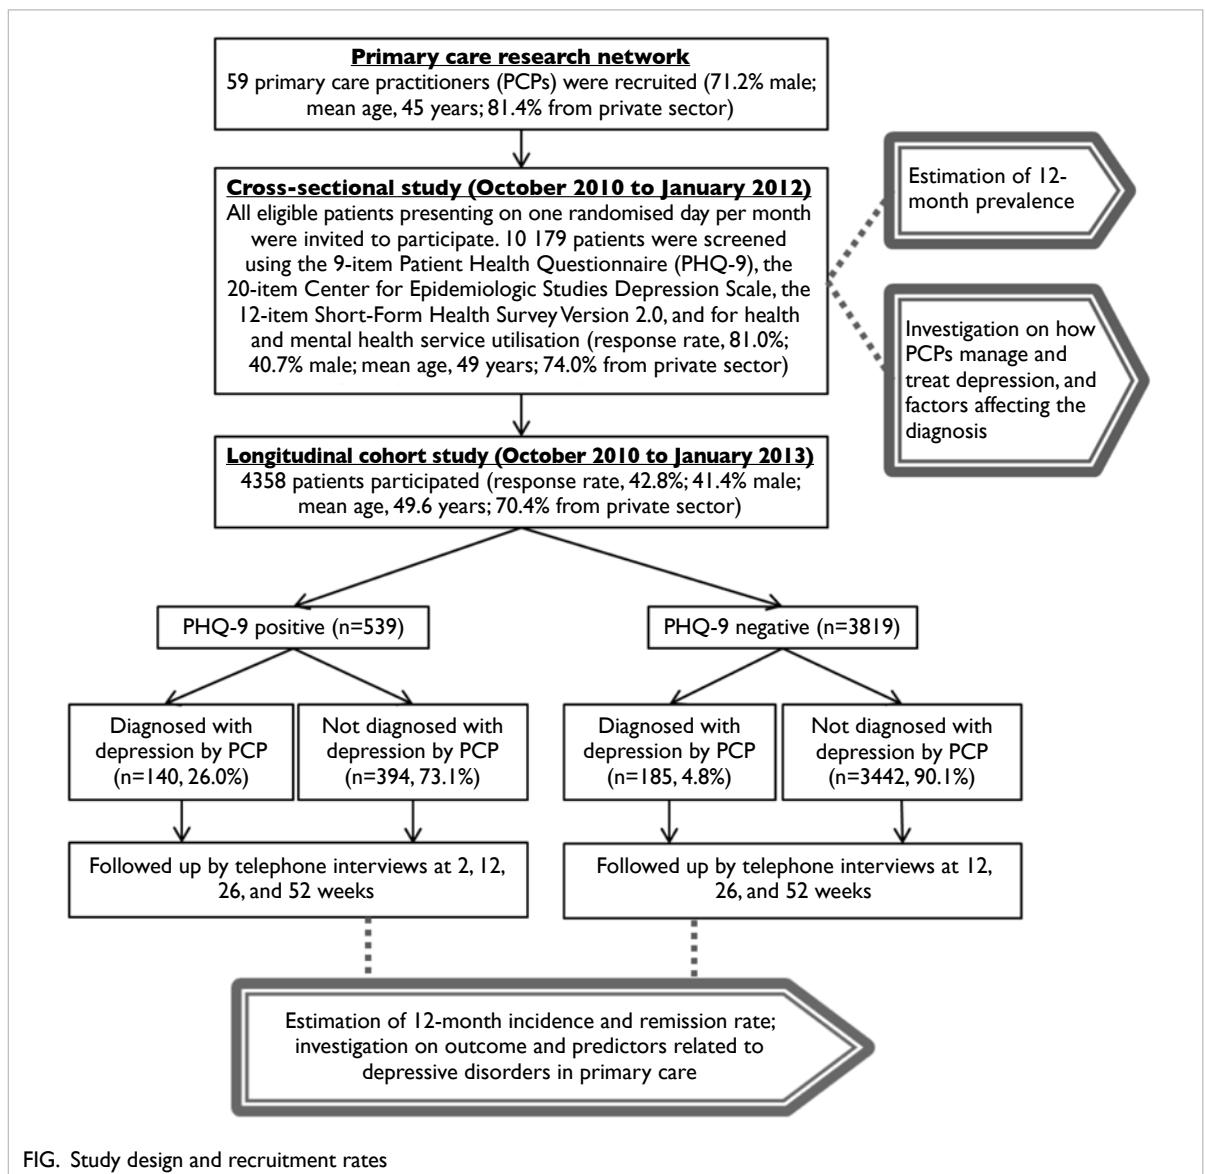 Primary care research network
59 primary care practitioners (PCPs) were recruited (71.2% male;
mean age, 45 years; 81.4% from private sector)
Cross-sectional study (October 2010 to January 2012)
All eligible patients presenting on one randomised day per month
were invited to participate. 10 179 patients were screened
using the 9-item Patient Health Questionnaire (PHQ-9), the
20-item Center for Epidemiologic Studies Depression Scale, the
12-item Short-Form Health Survey Version 2.0, and for health
and mental health service utilisation (response rate, 81.0%;
40.7% male; mean age, 49 years; 74.0% from private sector)
Estimation of 12-
month prevalence
Investigation on how
PCPs manage and
treat depression, and
factors affecting the
diagnosis
Longitudinal cohort study (October 2010 to January 2013)
4358 patients participated (response rate, 42.8%; 41.4% male;
mean age, 49.6 years; 70.4% from private sector)
PHQ-9 positive (n=539)
PHQ-9 negative (n=3819)
Diagnosed with
depression by PCP
(n=140, 26.0%)
Not diagnosed with
depression by PCP
(n=394, 73.1%)
Diagnosed with
depression by PCP
(n=185, 4.8%)
Not diagnosed with
depression by PCP
(n=3442, 90.1%)
Followed up by telephone interviews at 2, 12,
26, and 52 weeks
Followed up by telephone interviews at 12,
26, and 52 weeks
Estimation of 12-month incidence and remission rate;
investigation on outcome and predictors related to
depressive disorders in primary care
FIG. Study design and recruitment rates